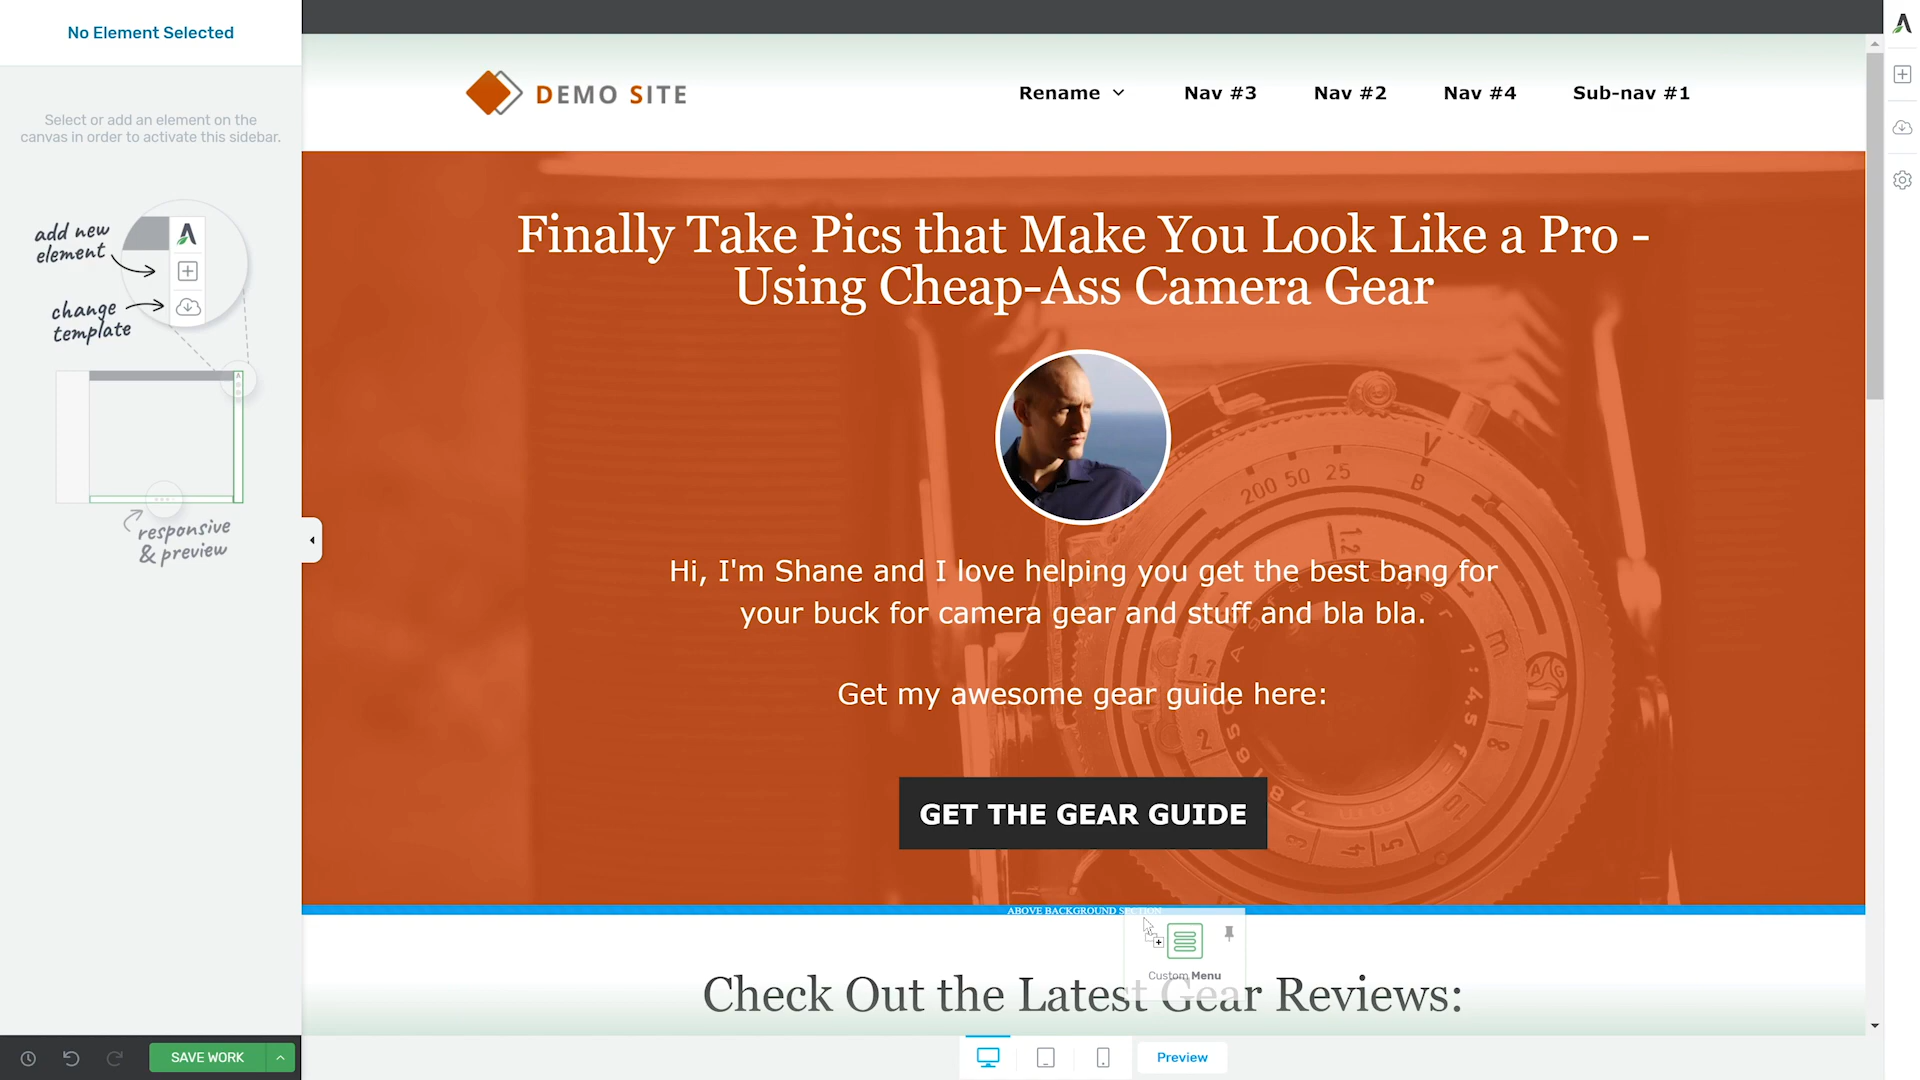 No Element Selected
Select or add an element on the
canvas in order to activate this sidebar.
add new
element
change
template
responsive
& preview
SAVE WORK
DEMO SITE
Rename
Nav #3
Nav #2
Nav #4
Sub-nav #1
Finally Take Pics that Make You Look Like a Pro -
Using Cheap-Ass Camera Gear
200 50 25
V
B
Hi, I'm Shane and I love helping you get the best bang for
your buck for camera gear and stuff and bla bla.
Get my awesome gear guide here:
GET THE GEAR GUIDE
ABOVE BACKGROUND SECTION
Custom Menu
Check Out the Latest Gear Reviews:
Preview